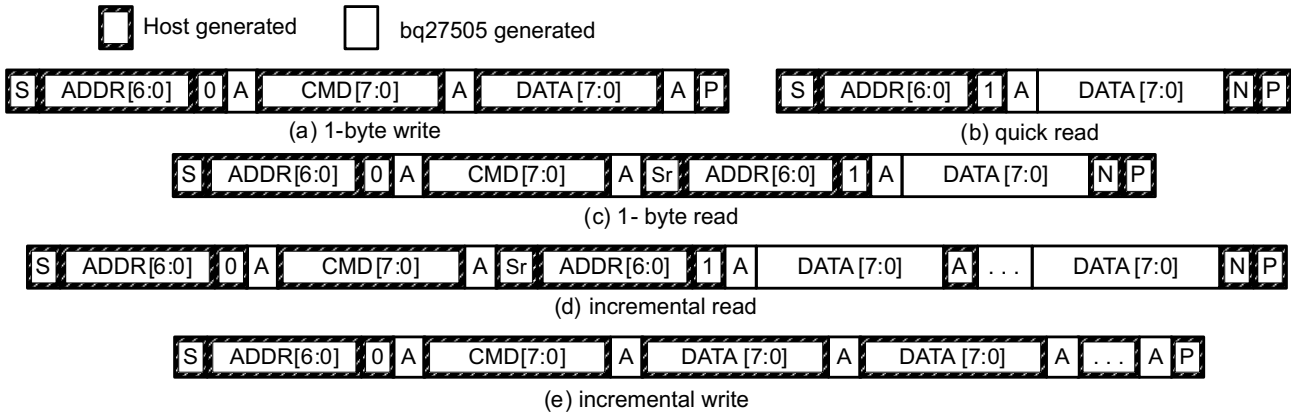 Host generated bq27505 generated
S ADDR[6:0] 0 A CMD[7:0] A DATA[7:0] A P
(a) 1-byte write
S ADDR[6:0] 1 A DATA[7:0] N P
(b) quick read
S ADDR[6:0] 0 A CMD[7:0] A Sr ADDR[6:0] 1 A DATA[7:0] N P
(c) 1- byte read
S ADDR[6:0] 0 A CMD[7:0] A Sr ADDR[6:0] 1 A DATA[7:0] A . . . DATA[7:0] N P
(d) incremental read
S ADDR[6:0] 0 A CMD[7:0] A DATA[7:0] A DATA[7:0] A . . . A P
(e) incremental write